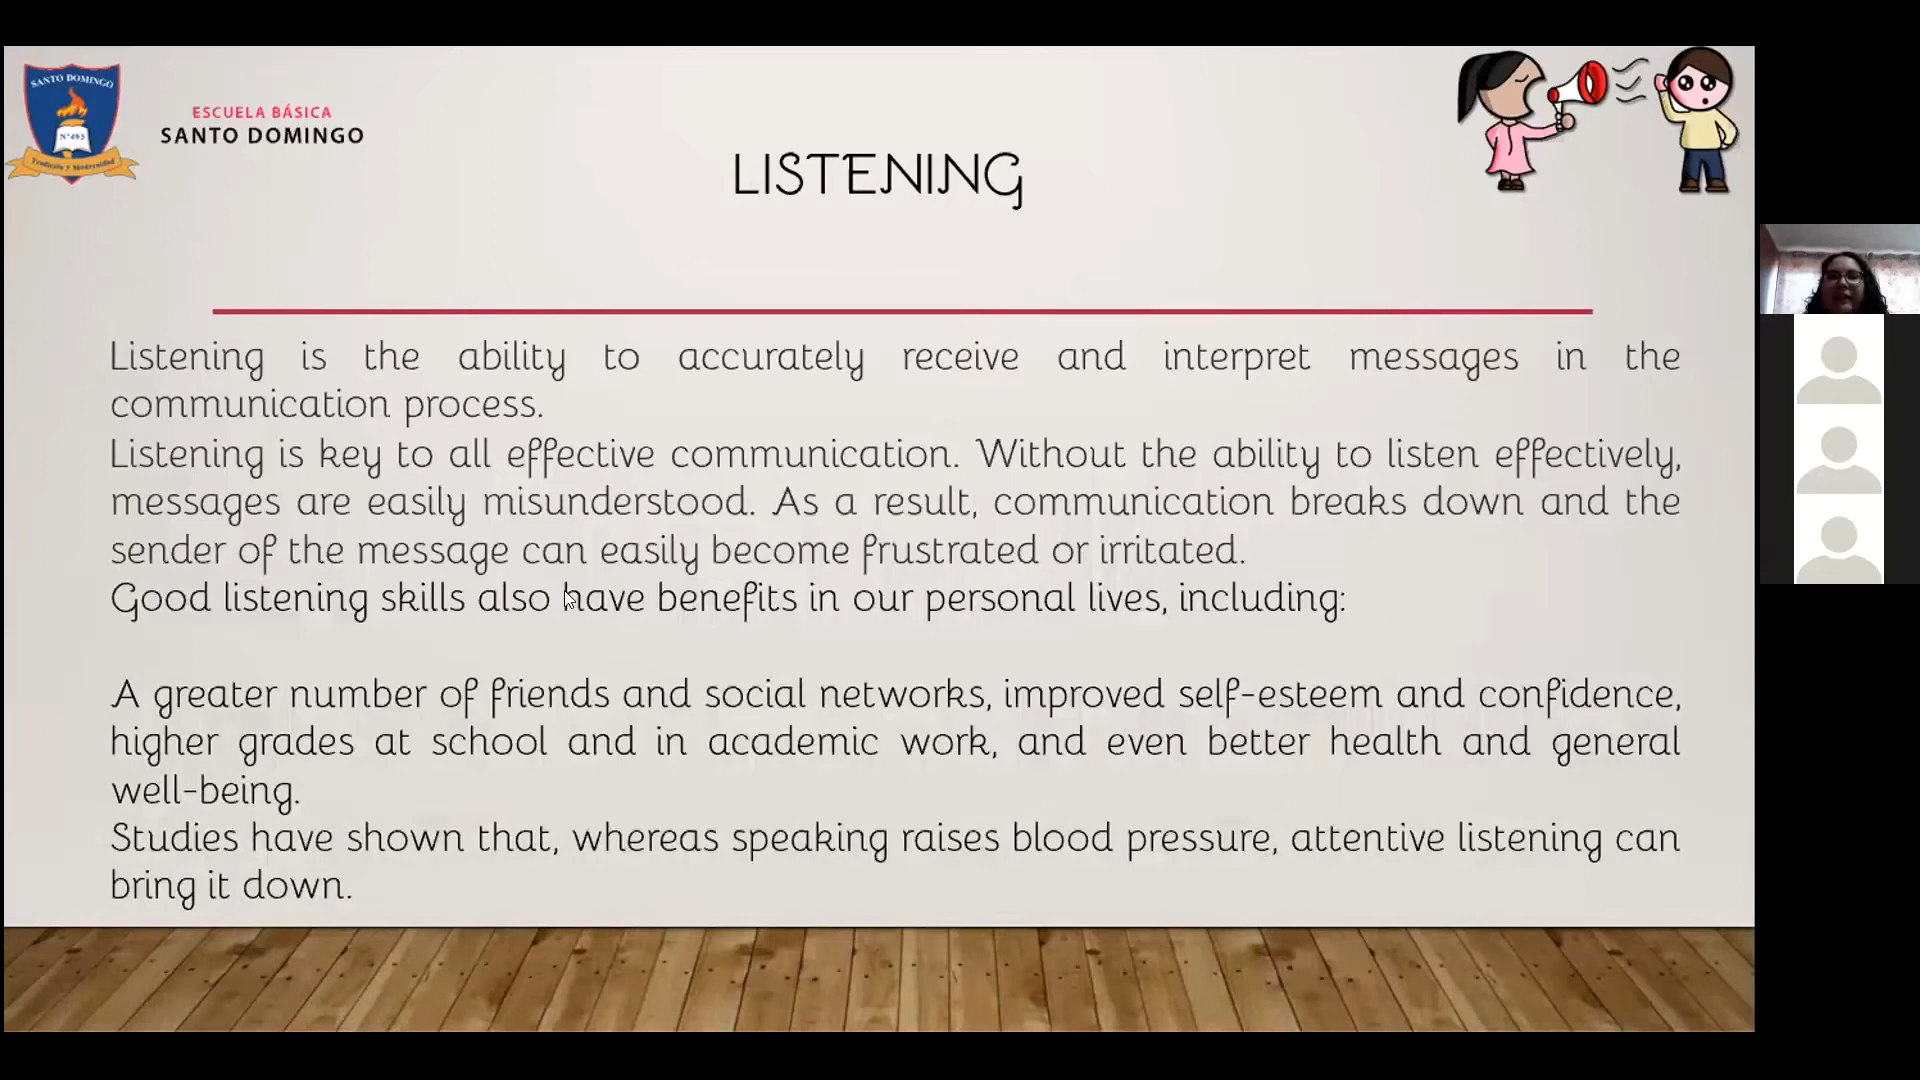 SANTO DOMINGO
N°493
Tradición y Modernidad
ESCUELA BÁSICA
SANTO DOMINGO
LISTENING
Listening is the ability to accurately receive and interpret messages in the
communication process.
Listening is key to all effective communication. Without the ability to listen effectively,
messages are easily misunderstood. As a result, communication breaks down and the
sender of the message can easily become frustrated or irritated.
Good listening skills also have benefits in our personal lives, including:
A greater number of friends and social networks, improved self-esteem and confidence,
higher grades at school and in academic work, and even better health and general
well-being.
Studies have shown that, whereas speaking raises blood pressure, attentive listening can
bring it down.